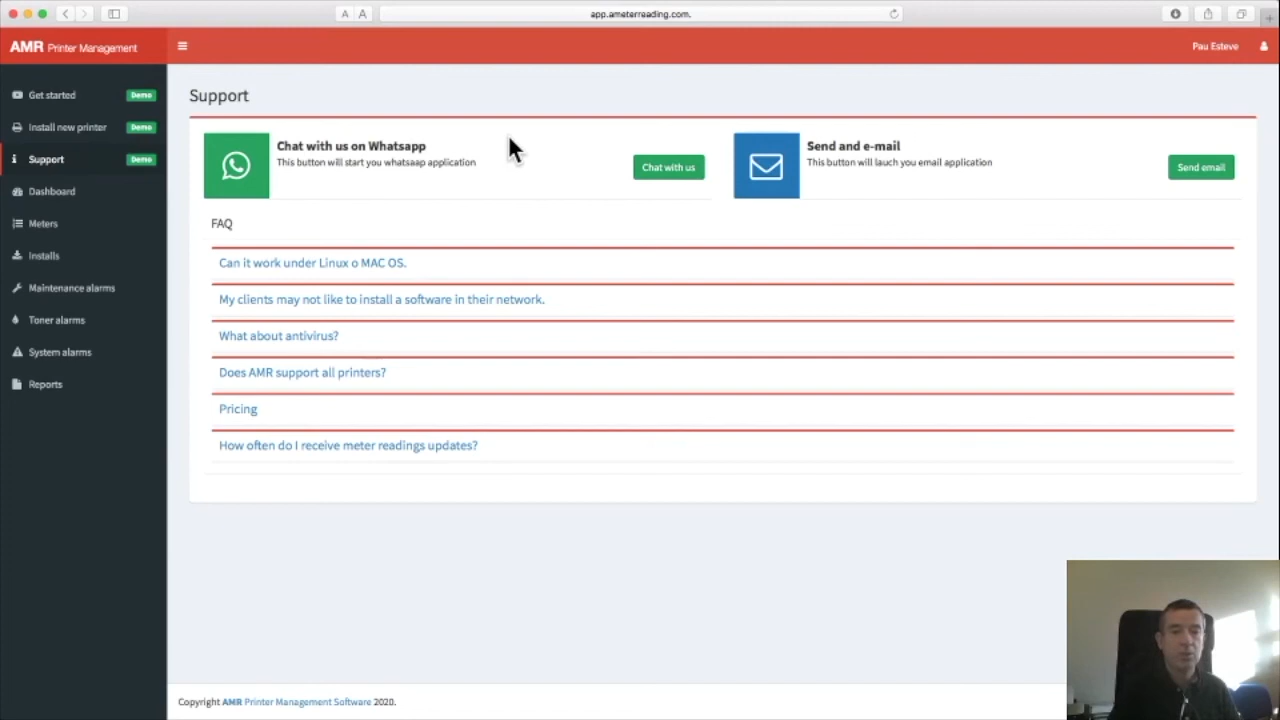 A A
app.ameterreading.com.
AMR Printer Management
Pau Esteve
Get started Demo
Install new printer Demo
Support Demo
Dashboard
Meters
Installs
Maintenance alarms
Toner alarms
System alarms
Reports
Support
Chat with us on Whatsapp
This button will start you whatsaap application
Chat with us
Send and e-mail
This button will lauch you email application
Send email
FAQ
Can it work under Linux o MAC OS.
My clients may not like to install a software in their network.
What about antivirus?
Does AMR support all printers?
Pricing
How often do I receive meter readings updates?
Copyright AMR Printer Management Software 2020.